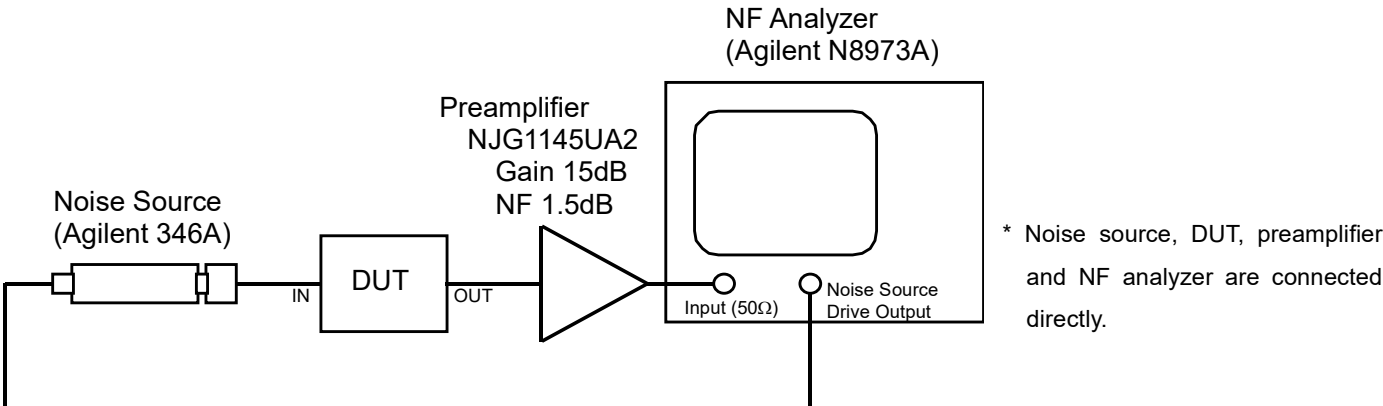 NF Analyzer
(Agilent N8973A)
Preamplifier
NJG1145UA2
Gain 15dB
NF 1.5dB
Noise Source
(Agilent 346A)
DUT
IN
OUT
Input (50Ω)
Noise Source
Drive Output
* Noise source, DUT, preamplifier
and NF analyzer are connected
directly.